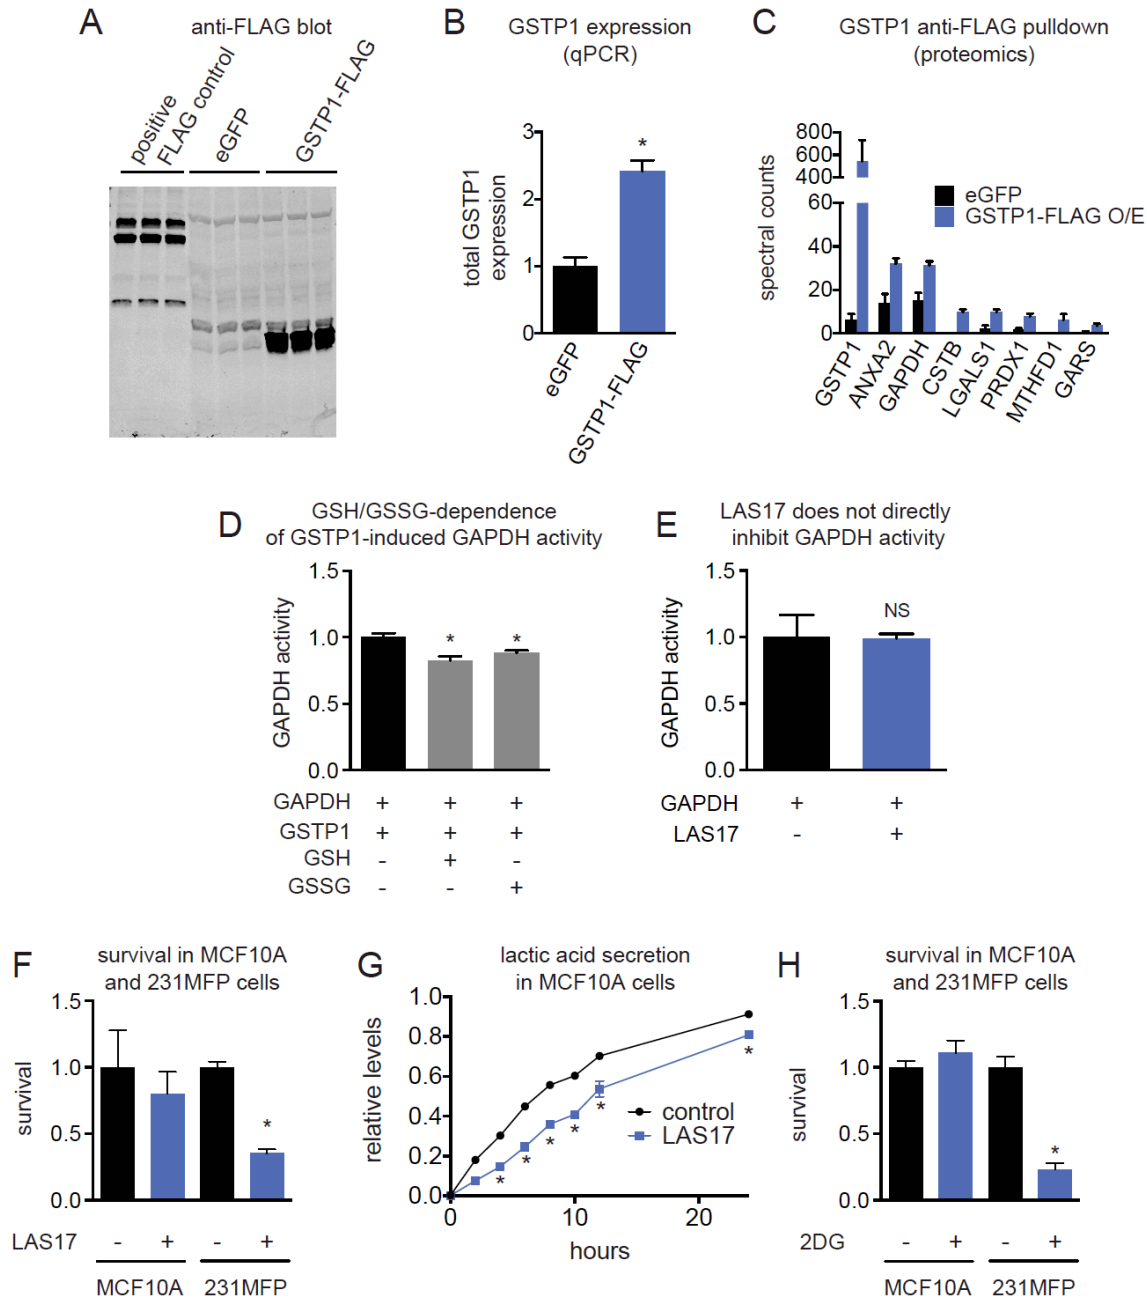 A
anti-FLAG blot
positive
FLAG control
eGFP
GSTP1-FLAG
B
GSTP1 expression
(qPCR)
total GSTP1
expression
3
2
1
0
*
eGFP
GSTP1-FLAG
C
GSTP1 anti-FLAG pulldown
(proteomics)
spectral counts
800
600
400
60
40
20
0
eGFP
GSTP1-FLAG O/E
GSTP1
ANXA2
GAPDH
CSTB
LGALS1
PRDX1
MTHFD1
GARS
D
GSH/GSSG-dependence
of GSTP1-induced GAPDH activity
GAPDH activity
1.5
1.0
0.5
0.0
* *
GAPDH + + +
GSTP1 + + +
GSH - + -
GSSG - - +
E
LAS17 does not directly
inhibit GAPDH activity
GAPDH activity
1.5
1.0
0.5
0.0
NS
GAPDH + +
LAS17 - +
F
survival in MCF10A
and 231MFP cells
survival
1.5
1.0
0.5
0.0
*
LAS17 - + - +
MCF10A 231MFP
G
lactic acid secretion
in MCF10A cells
relative levels
1.0
0.8
0.6
0.4
0.2
0.0
control
LAS17
* * * * * *
0 10 20
hours
H
survival in MCF10A
and 231MFP cells
survival
1.5
1.0
0.5
0.0
*
2DG - + - +
MCF10A 231MFP